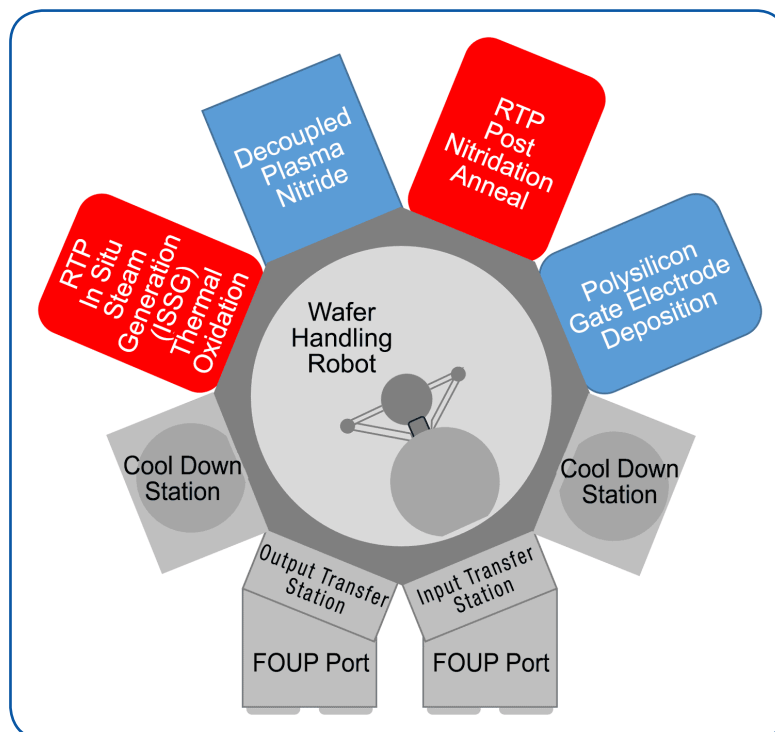 Decoupled
Plasma
Nitride
RTP
Post
Nitridation
Anneal
RTP
In Situ
Steam
Generation
(ISSG)
Thermal
Oxidation
Polysilicon
Gate Electrode
Deposition
Wafer
Handling
Robot
Cool Down
Station
Cool Down
Station
Output Transfer
Station
Input Transfer
Station
FOUP Port
FOUP Port